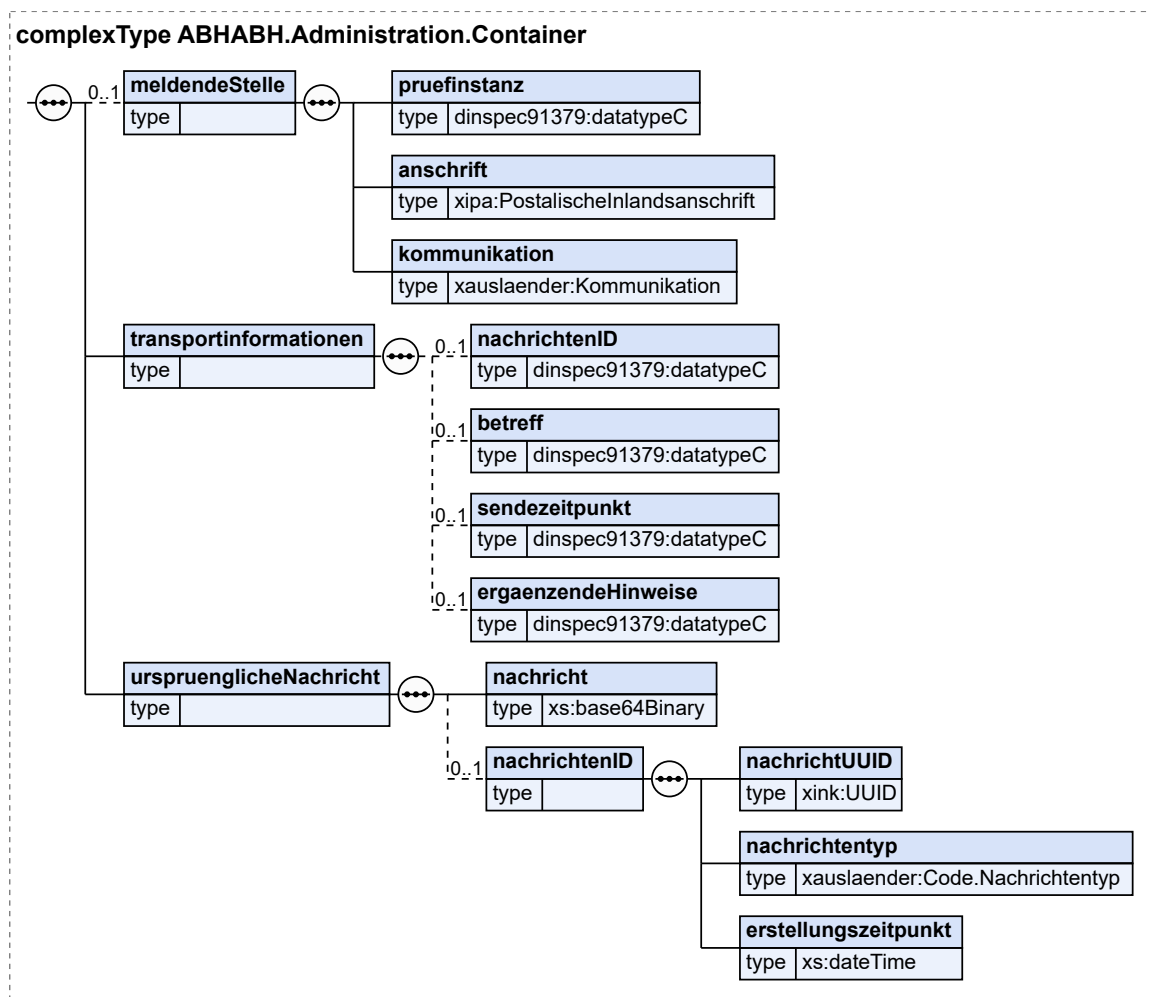 complexType ABHABH.Administration.Container
0..1
meldendeStelle
type
pruefinstanz
type dinspec91379:datatypeC
anschrift
type xipa:PostalischeInlandsanschrift
kommunikation
type xauslaender:Kommunikation
transportinformationen
type
0..1
nachrichtenID
type dinspec91379:datatypeC
0..1
betreff
type dinspec91379:datatypeC
0..1
sendezeitpunkt
type dinspec91379:datatypeC
0..1
ergaenzendeHinweise
type dinspec91379:datatypeC
urspruenglicheNachricht
type
nachricht
type xs:base64Binary
0..1
nachrichtenID
type
nachrichtUUID
type xink:UUID
nachrichtentyp
type xauslaender:Code.Nachrichtentyp
erstellungszeitpunkt
type xs:dateTime